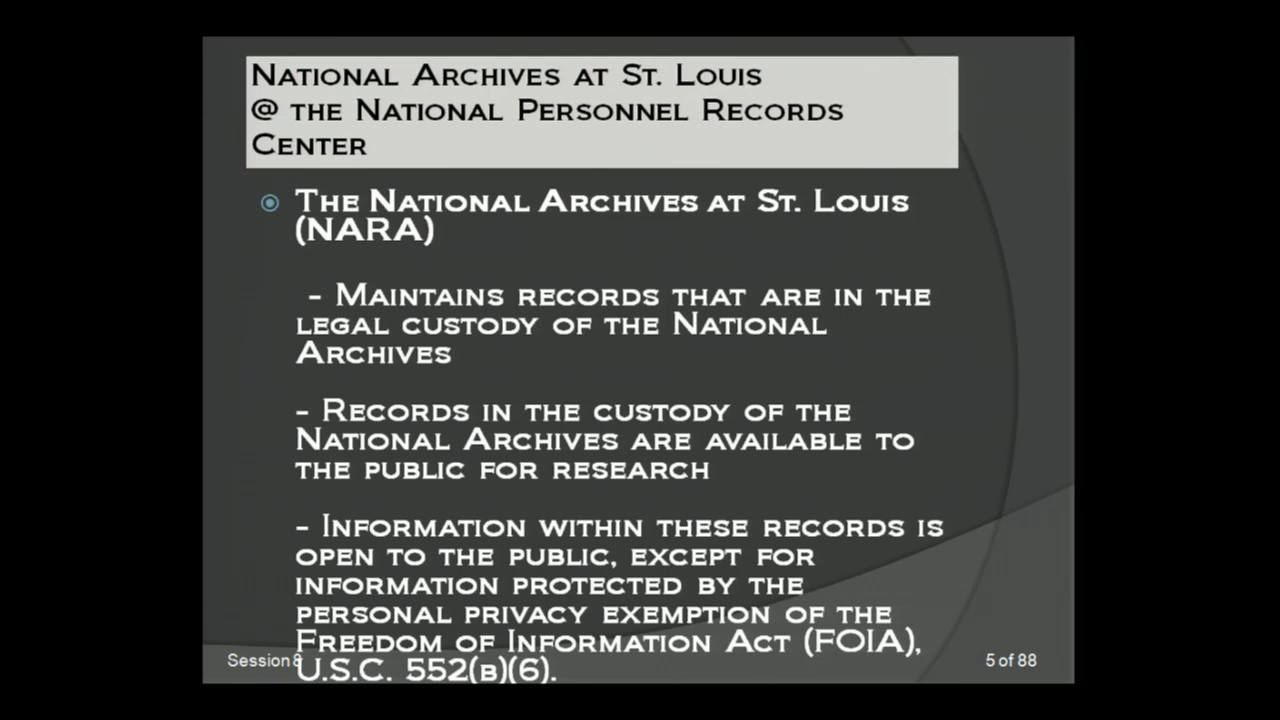 National Archives at St. Louis
@ the National Personnel Records
Center
The National Archives at St. Louis
(NARA)
- Maintains records that are in the
legal custody of the National
Archives
- Records in the custody of the
National Archives are available to
the public for research
- Information within these records is
open to the public, except for
information protected by the
personal privacy exemption of the
Freedom of Information Act (FOIA),
U.S.C. 552(b)(6).
Session 8
5 of 88